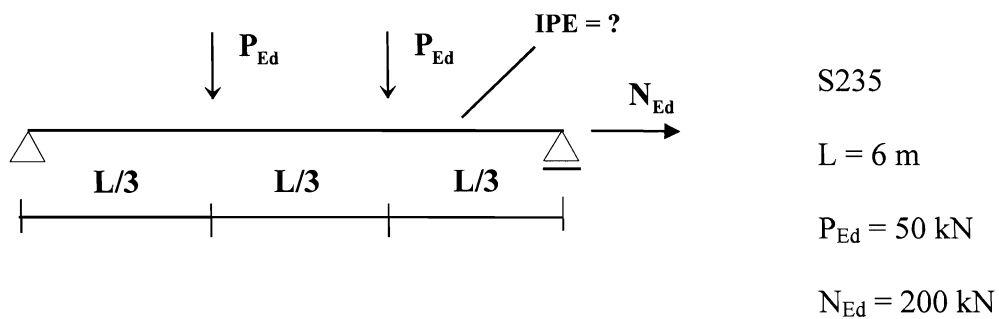 IPE = ?
P_Ed
P_Ed
N_Ed
L/3
L/3
L/3
S235
L = 6 m
P_Ed = 50 kN
N_Ed = 200 kN